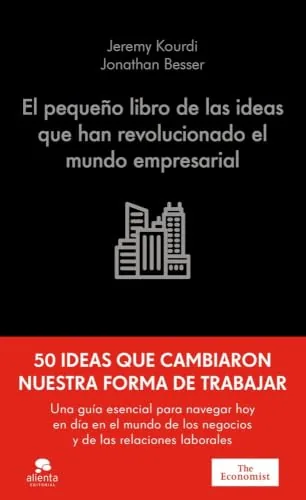 Jeremy Kourdi
Jonathan Besser
El pequeño libro de las ideas
que han revolucionado el
mundo empresarial
50 IDEAS QUE CAMBIARON
NUESTRA FORMA DE TRABAJAR
Una guía esencial para navegar hoy
en día en el mundo de los negocios
y de las relaciones laborales
alienta
EDITORIAL
The
Economist